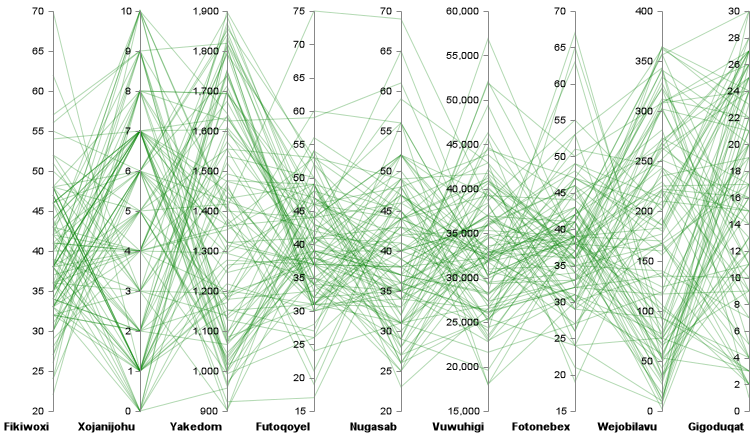 70 10 1,900 75 70 60,000 70 400 30
65 9 1,800 70 65 55,000 65 350 28
60 8 1,700 65 60 50,000 60 300 26
55 7 1,600 60 55 45,000 55 250 24
50 6 1,500 55 50 40,000 50 200 22
45 5 1,400 50 45 35,000 45 150 20
40 4 1,300 45 40 30,000 40 100 18
35 3 1,200 40 35 25,000 35 50 16
30 2 1,100 35 30 20,000 30 0 14
25 1 1,000 30 25 15,000 25 12
20 0 900 25 20 20 10
20 15 8
15 6
4
2
0
Fikiwoxi Xojanijohu Yakedom Futoqoyel Nugasab Vuwuhigi Fotonebex Wejobilavu Gigoduqat